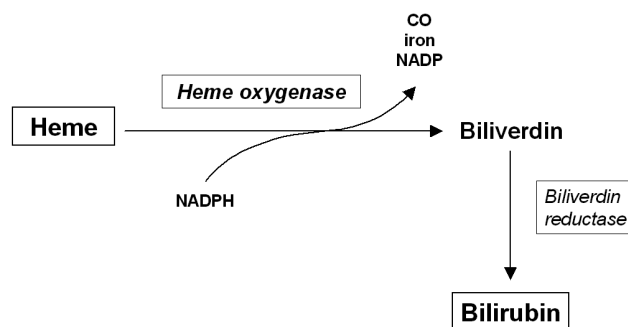 CO
iron
NADP
Heme oxygenase
Heme
Biliverdin
NADPH
Biliverdin
reductase
Bilirubin